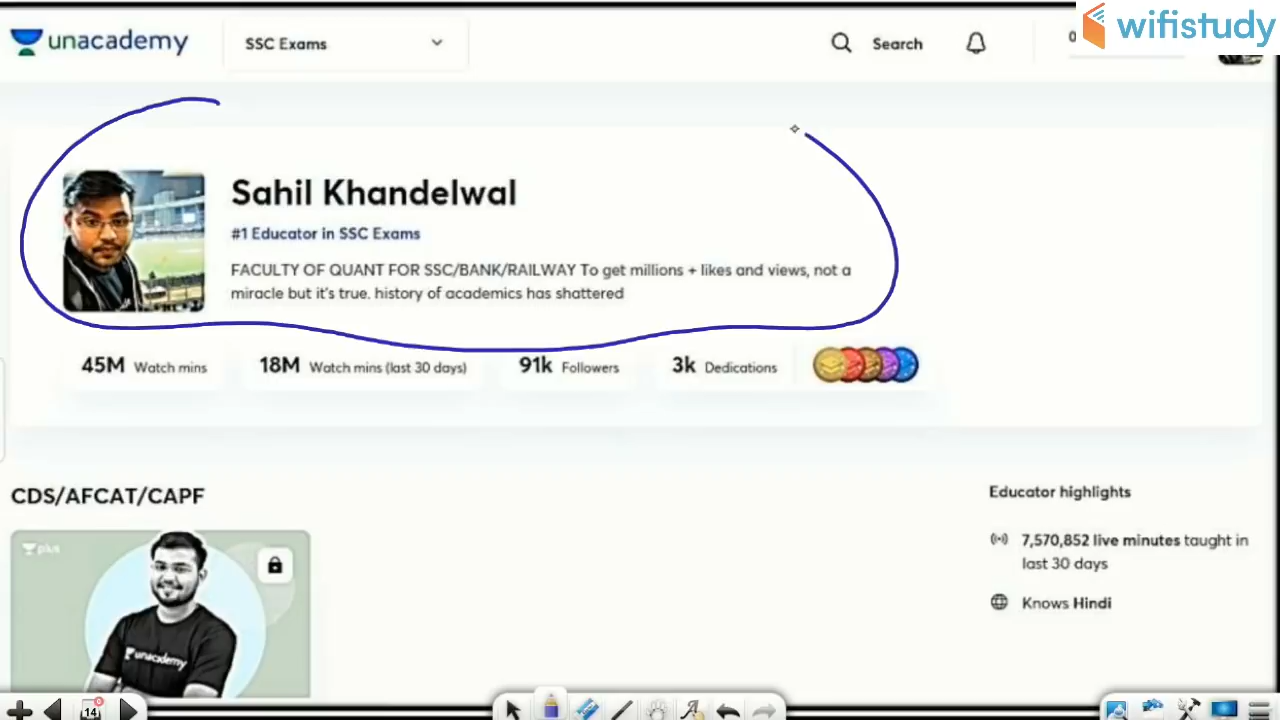 unacademy
SSC Exams
Search
wifistudy
Sahil Khandelwal
#1 Educator in SSC Exams
FACULTY OF QUANT FOR SSC/BANK/RAILWAY To get millions + likes and views, not a
miracle but it's true. history of academics has shattered
45M Watch mins
18M Watch mins (last 30 days)
91k Followers
3k Dedications
CDS/AFCAT/CAPF
plus
unacademy
Educator highlights
7,570,852 live minutes taught in
last 30 days
Knows Hindi
14